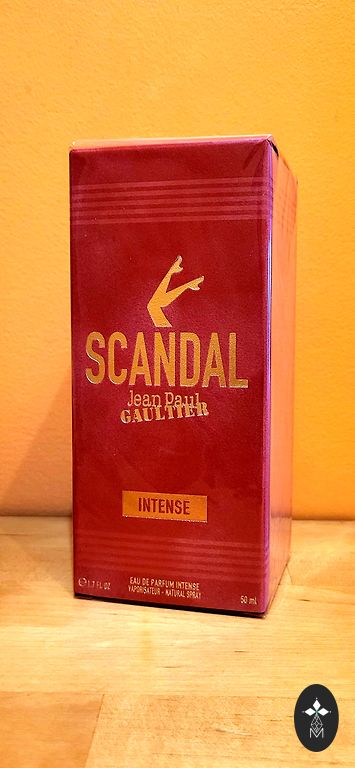 SCANDAL
Jean Paul
GAULTIER
INTENSE
EAU DE PARFUM INTENSE
VAPORISATEUR - NATURAL SPRAY
℮ 1.7 FL OZ
50 mL
M